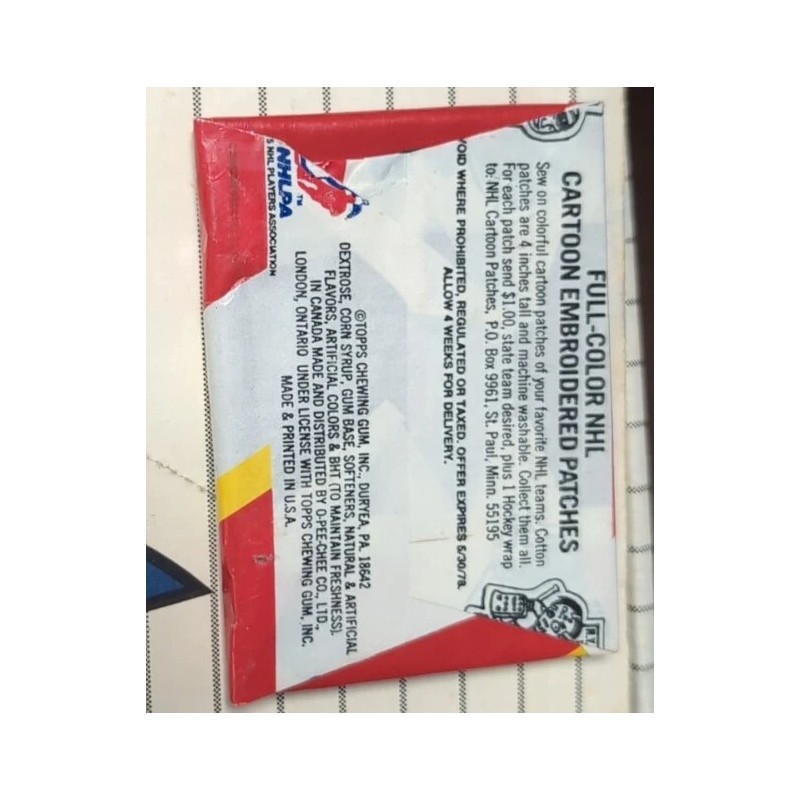 FULL-COLOR NHL
CARTOON EMBROIDERED PATCHES
Sew on colorful cartoon patches of your favorite NHL teams. Cotton
patches are 4 inches tall and machine washable. Collect them all.
For each patch send $1.00, state team desired, plus 1 Hockey wrap
to: NHL Cartoon Patches, P.O. Box 9961, St. Paul, Minn. 55195
VOID WHERE PROHIBITED, REGULATED OR TAXED. OFFER EXPIRES 5/30/78.
ALLOW 4 WEEKS FOR DELIVERY.
©TOPPS CHEWING GUM, INC., DURYEA, PA. 18642
DEXTROSE, CORN SYRUP, GUM BASE, SOFTENERS, NATURAL & ARTIFICIAL
FLAVORS, ARTIFICIAL COLORS & BHT (TO MAINTAIN FRESHNESS).
IN CANADA MADE AND DISTRIBUTED BY O-PEE-CHEE CO., LTD.,
LONDON, ONTARIO UNDER LICENSE WITH TOPPS CHEWING GUM, INC.
MADE & PRINTED IN U.S.A.
NHLPA™
S NHL PLAYERS ASSOCIATION
N.Y.